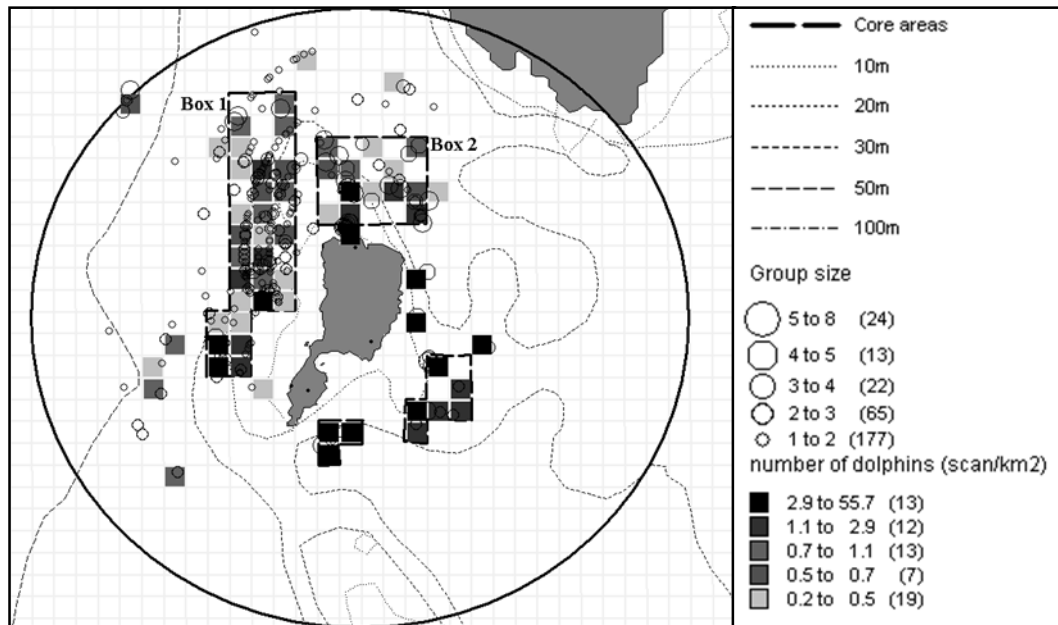 Box 1
Box 2
Core areas
10m
20m
30m
50m
100m
Group size
5 to 8 (24)
4 to 5 (13)
3 to 4 (22)
2 to 3 (65)
1 to 2 (177)
number of dolphins (scan/km2)
2.9 to 55.7 (13)
1.1 to 2.9 (12)
0.7 to 1.1 (13)
0.5 to 0.7 (7)
0.2 to 0.5 (19)